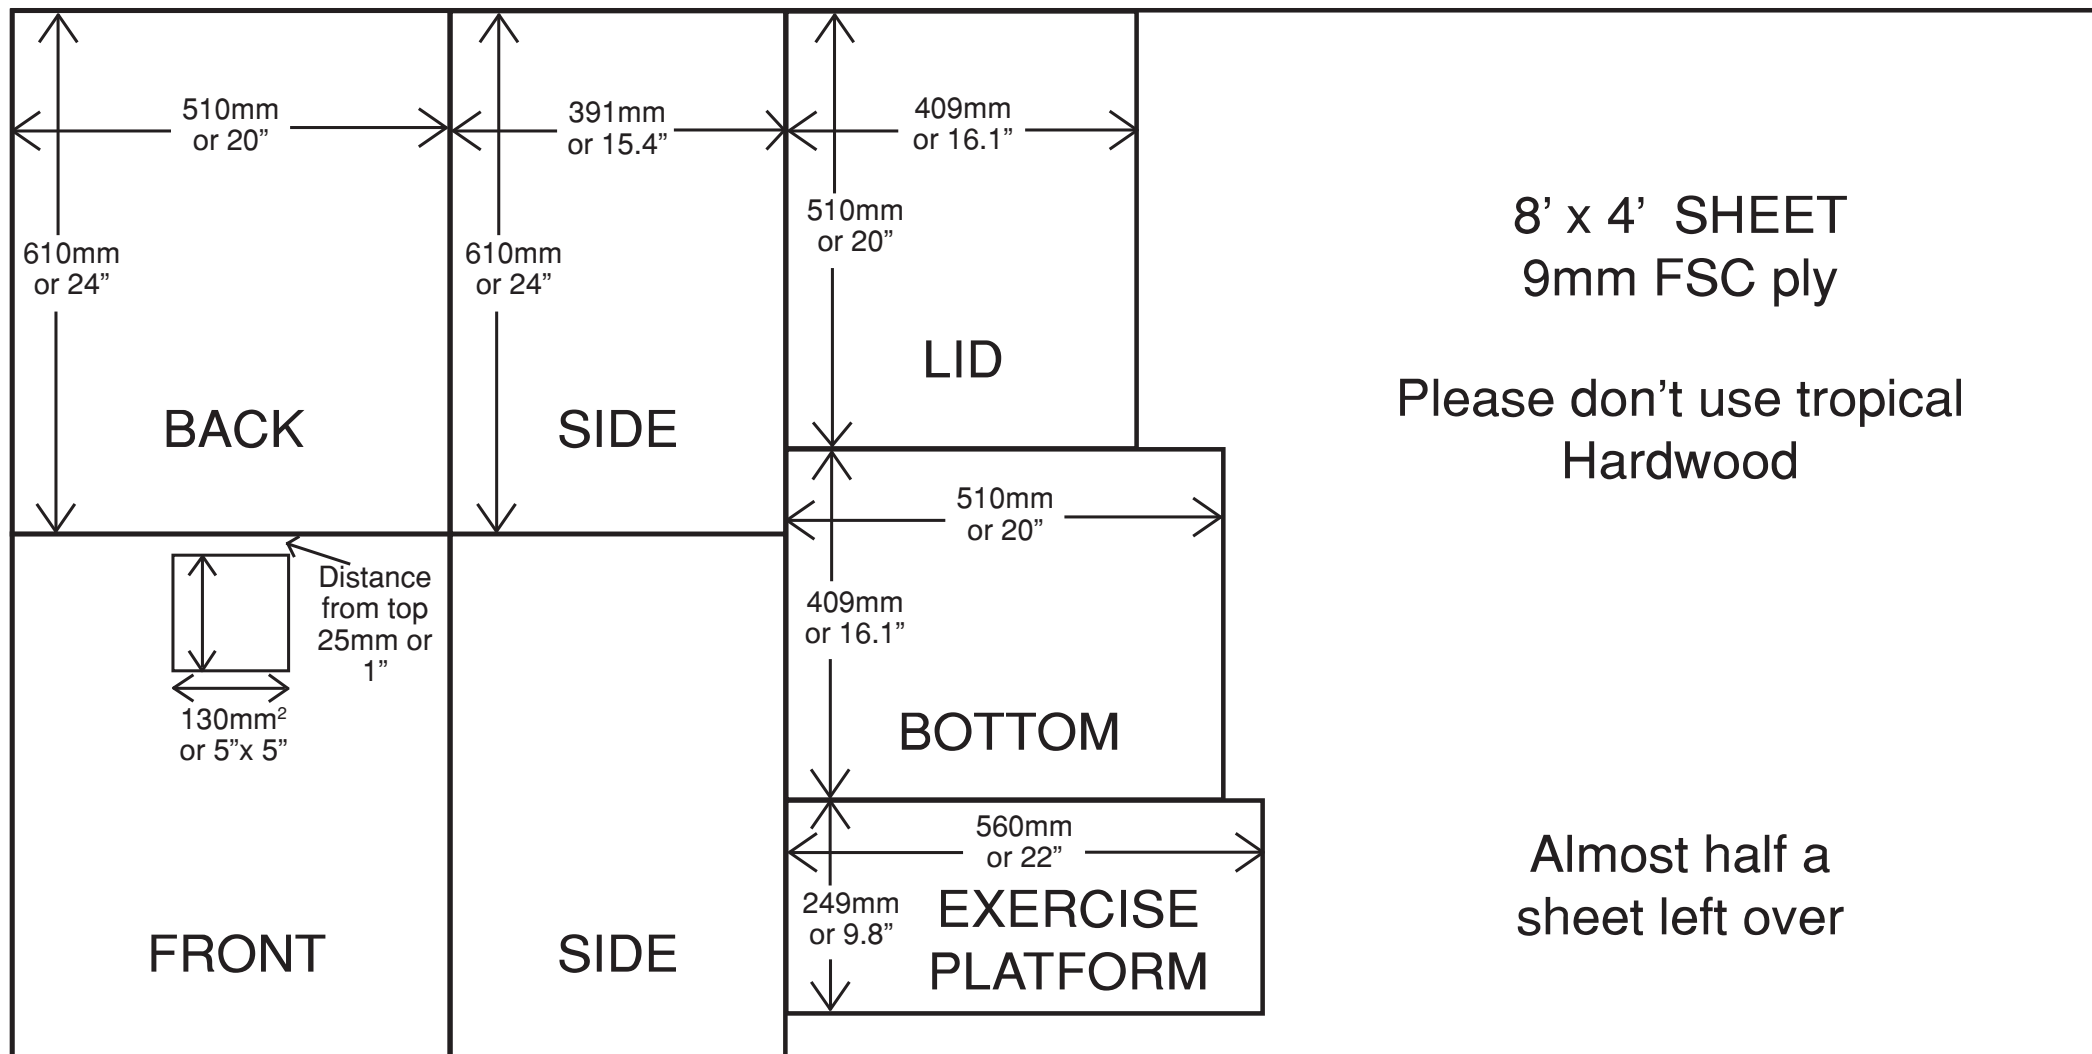 510mm
or 20”
610mm
or 24”
BACK
391mm
or 15.4”
610mm
or 24”
SIDE
409mm
or 16.1”
510mm
or 20”
LID
8’ x 4’ SHEET
9mm FSC ply
Please don’t use tropical
Hardwood
Distance
from top
25mm or
1”
130mm²
or 5”x 5”
FRONT
SIDE
510mm
or 20”
409mm
or 16.1”
BOTTOM
560mm
or 22”
249mm
or 9.8”
EXERCISE
PLATFORM
Almost half a
sheet left over